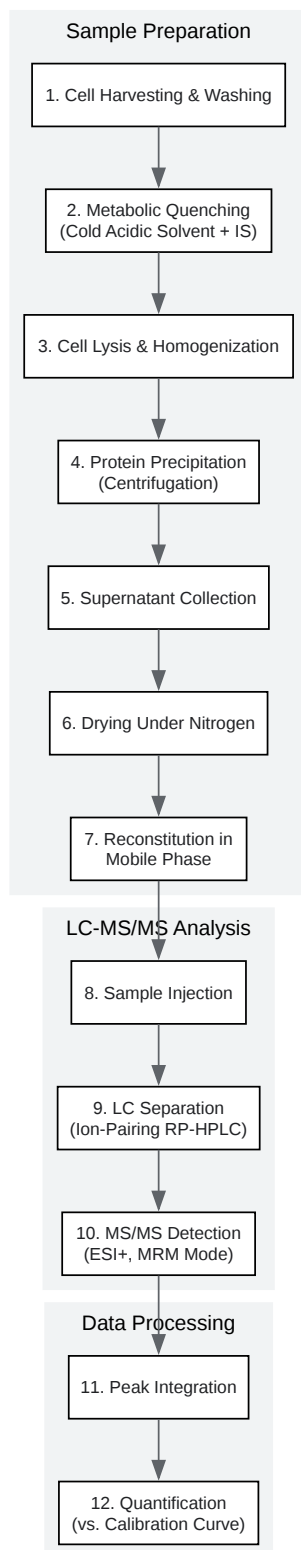 Sample Preparation
1. Cell Harvesting & Washing
2. Metabolic Quenching
(Cold Acidic Solvent + IS)
3. Cell Lysis & Homogenization
4. Protein Precipitation
(Centrifugation)
5. Supernatant Collection
6. Drying Under Nitrogen
7. Reconstitution in
Mobile Phase
LC-MS/MS Analysis
8. Sample Injection
9. LC Separation
(Ion-Pairing RP-HPLC)
10. MS/MS Detection
(ESI+, MRM Mode)
Data Processing
11. Peak Integration
12. Quantification
(vs. Calibration Curve)